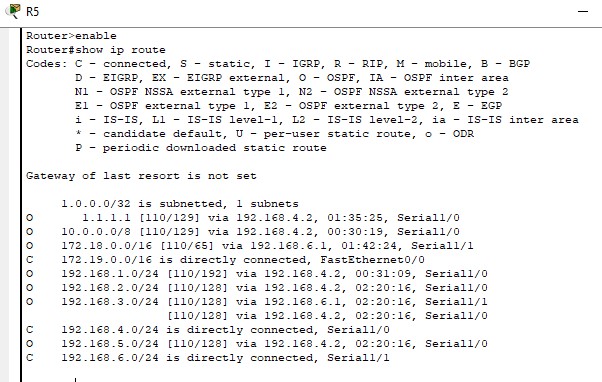 R5
Router>enable
Router#show ip route
Codes: C - connected, S - static, I - IGRP, R - RIP, M - mobile, B - BGP
       D - EIGRP, EX - EIGRP external, O - OSPF, IA - OSPF inter area
       N1 - OSPF NSSA external type 1, N2 - OSPF NSSA external type 2
       E1 - OSPF external type 1, E2 - OSPF external type 2, E - EGP
       i - IS-IS, L1 - IS-IS level-1, L2 - IS-IS level-2, ia - IS-IS inter area
       * - candidate default, U - per-user static route, o - ODR
       P - periodic downloaded static route
Gateway of last resort is not set
     1.0.0.0/32 is subnetted, 1 subnets
O       1.1.1.1 [110/129] via 192.168.4.2, 01:35:25, Serial1/0
O    10.0.0.0/8 [110/129] via 192.168.4.2, 00:30:19, Serial1/0
O    172.18.0.0/16 [110/65] via 192.168.6.1, 01:42:24, Serial1/1
C    172.19.0.0/16 is directly connected, FastEthernet0/0
O    192.168.1.0/24 [110/192] via 192.168.4.2, 00:31:09, Serial1/0
O    192.168.2.0/24 [110/128] via 192.168.4.2, 02:20:16, Serial1/0
O    192.168.3.0/24 [110/128] via 192.168.6.1, 02:20:16, Serial1/1
                    [110/128] via 192.168.4.2, 02:20:16, Serial1/0
C    192.168.4.0/24 is directly connected, Serial1/0
O    192.168.5.0/24 [110/128] via 192.168.4.2, 02:20:16, Serial1/0
C    192.168.6.0/24 is directly connected, Serial1/1